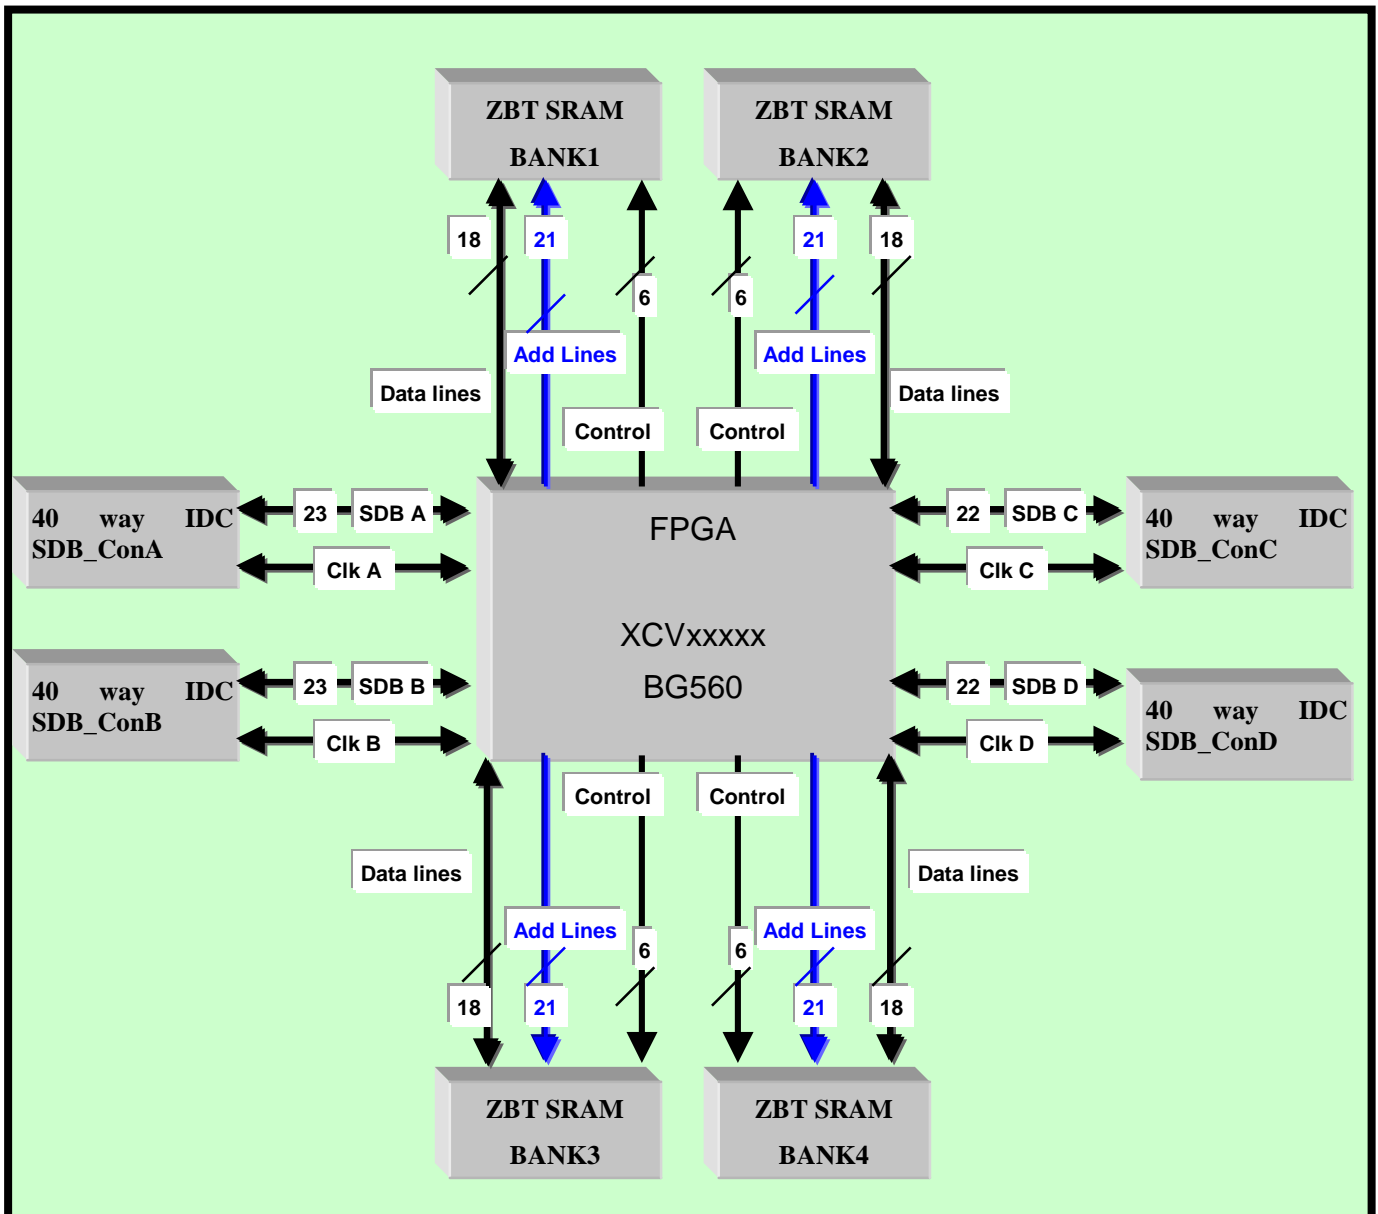 ZBT SRAM
BANK1
ZBT SRAM
BANK2
18
21
6
6
21
18
Add Lines
Add Lines
Data lines
Data lines
Control
Control
40 way IDC
SDB_ConA
23
SDB A
Clk A
FPGA
XCVxxxxx
BG560
22
SDB C
Clk C
40 way IDC
SDB_ConC
40 way IDC
SDB_ConB
23
SDB B
Clk B
22
SDB D
Clk D
40 way IDC
SDB_ConD
Control
Control
Data lines
Data lines
Add Lines
Add Lines
6
6
18
21
21
18
ZBT SRAM
BANK3
ZBT SRAM
BANK4